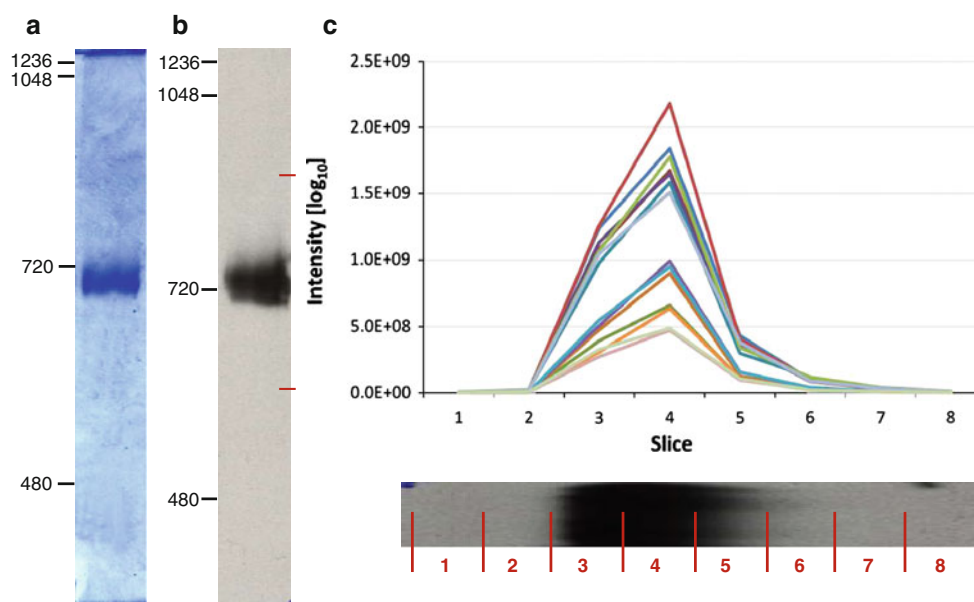 a
1236
1048
720
480
b
1236
1048
720
480
c
Intensity [log10]
2.5E+09
2.0E+09
1.5E+09
1.0E+09
5.0E+08
0.0E+00
1 2 3 4 5 6 7 8
Slice
1 2 3 4 5 6 7 8